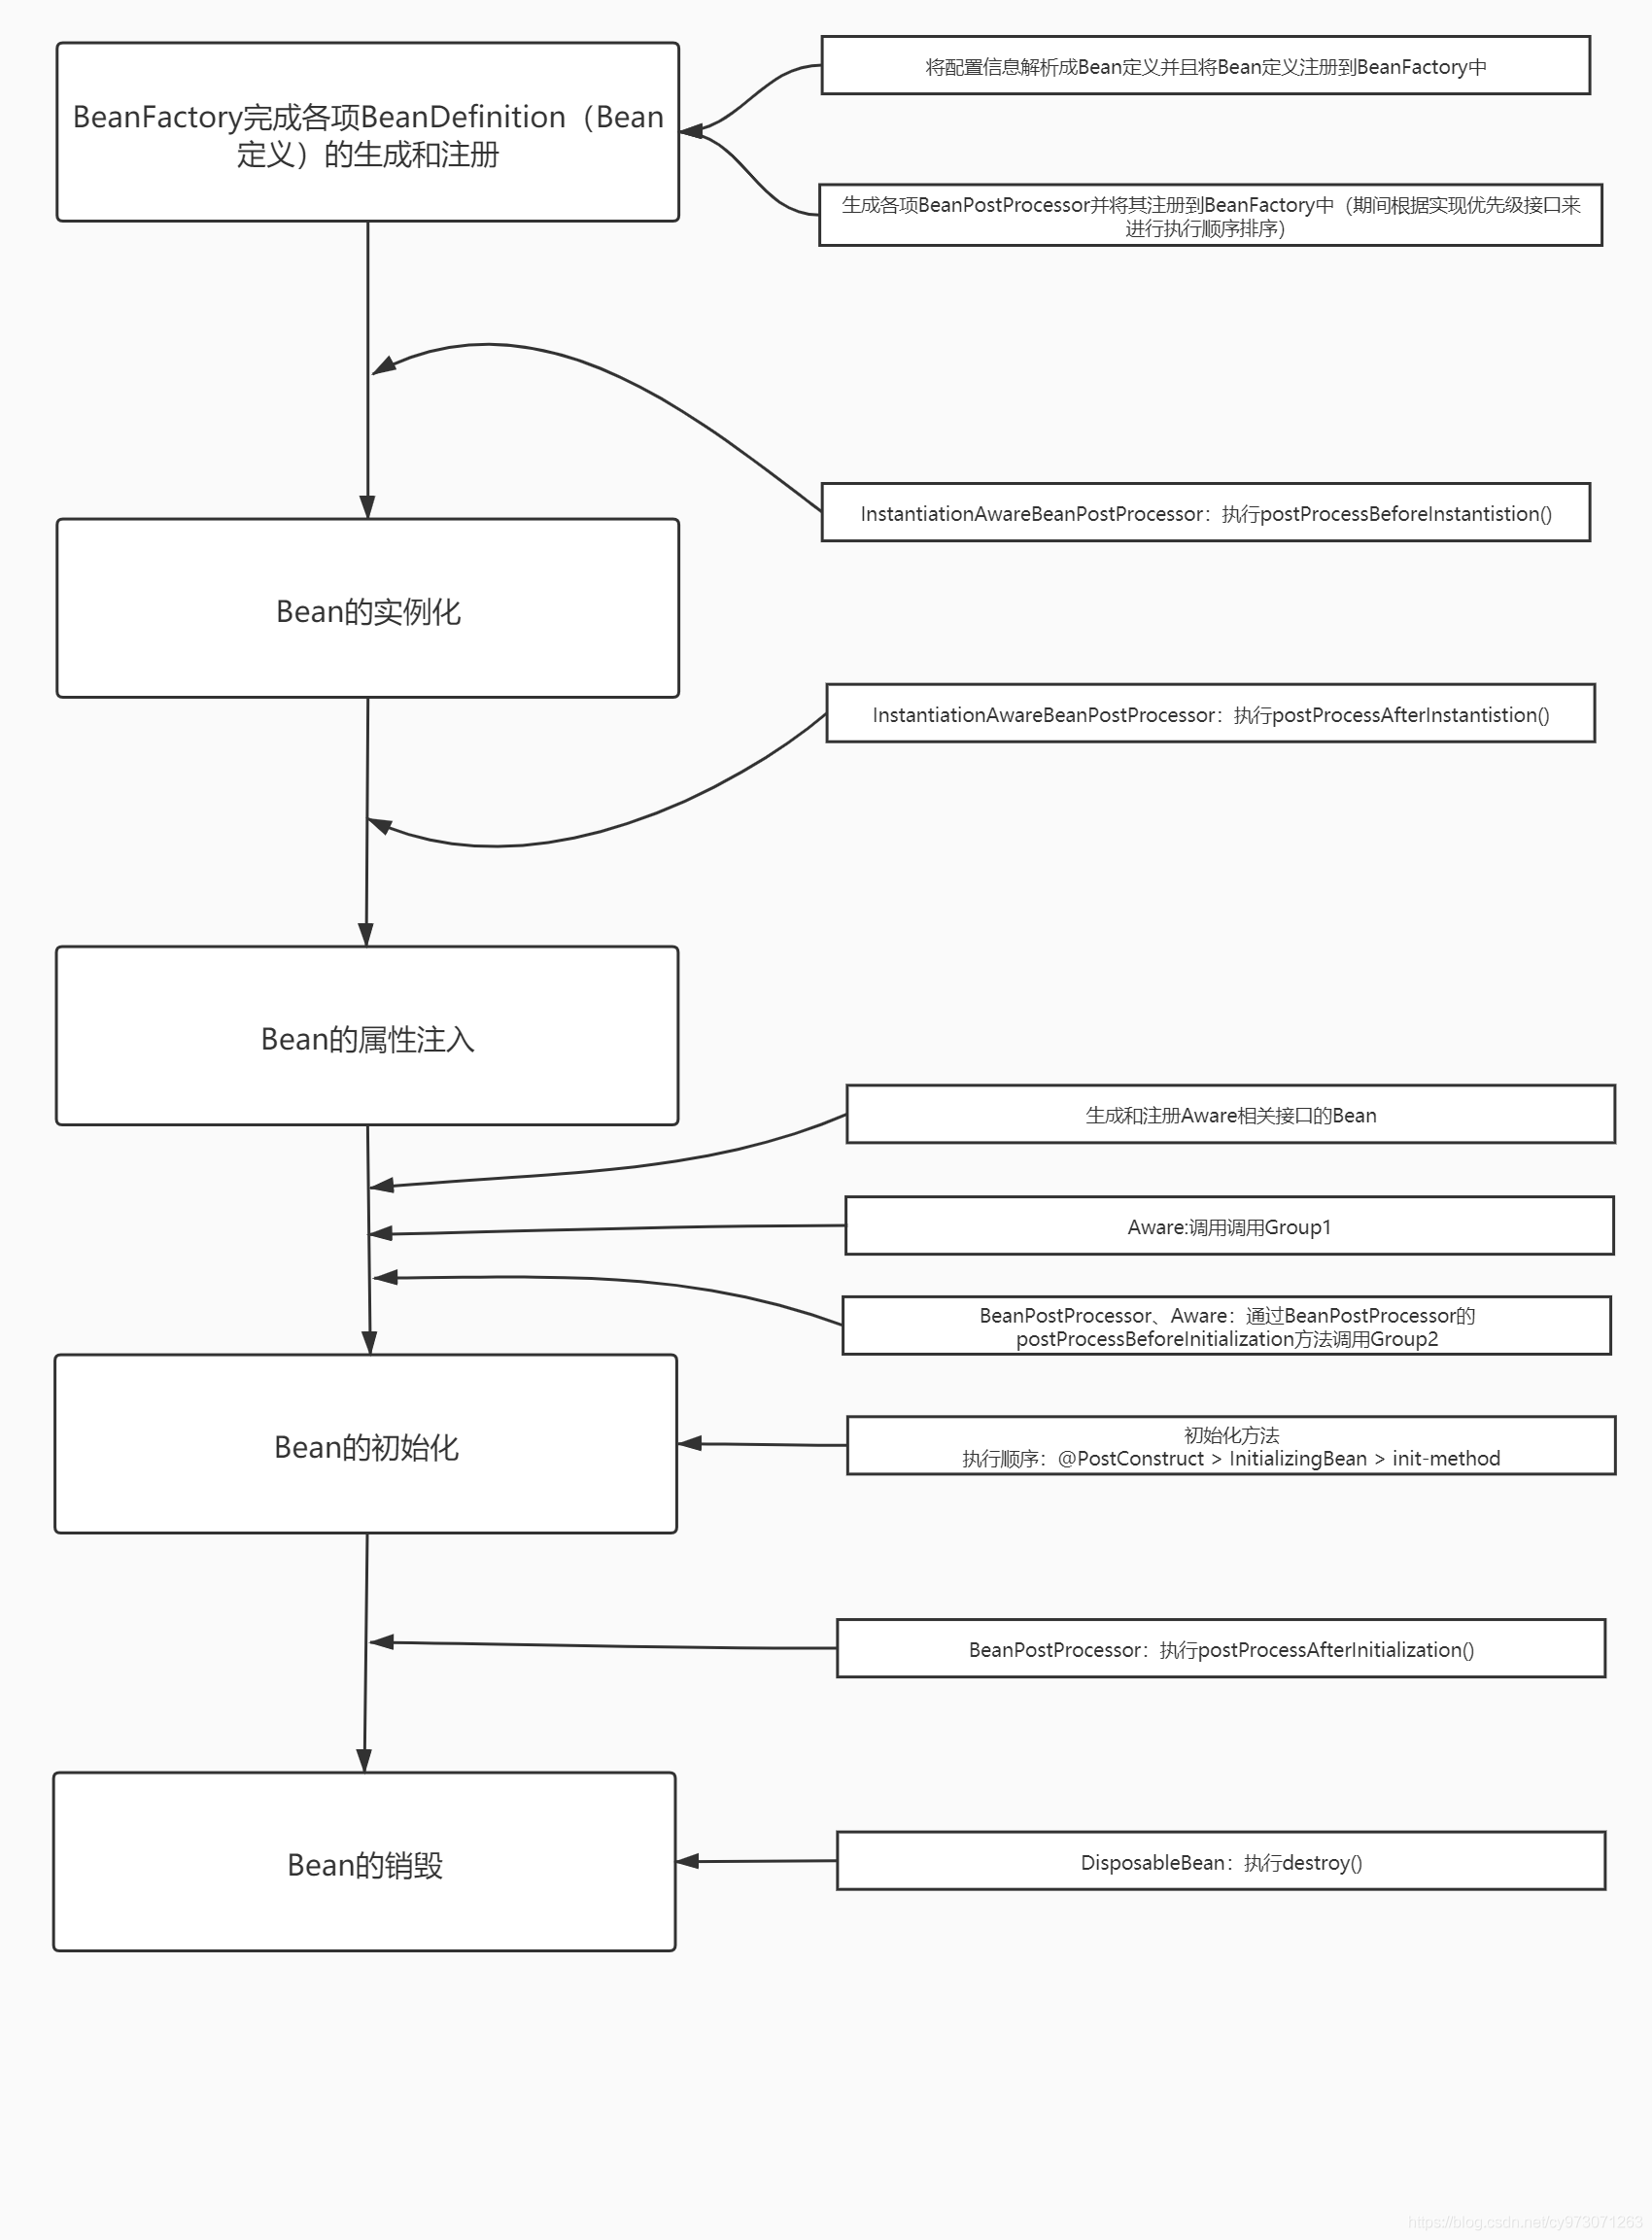 BeanFactory完成各项BeanDefinition（Bean
定义）的生成和注册
将配置信息解析成Bean定义并且将Bean定义注册到BeanFactory中
生成各项BeanPostProcessor并将其注册到BeanFactory中（期间根据实现优先级接口来
进行执行顺序排序）
InstantiationAwareBeanPostProcessor：执行postProcessBeforeInstantistion()
Bean的实例化
InstantiationAwareBeanPostProcessor：执行postProcessAfterInstantistion()
Bean的属性注入
生成和注册Aware相关接口的Bean
Aware:调用调用Group1
BeanPostProcessor、Aware：通过BeanPostProcessor的
postProcessBeforeInitialization方法调用Group2
Bean的初始化
初始化方法
执行顺序：@PostConstruct > InitializingBean > init-method
BeanPostProcessor：执行postProcessAfterInitialization()
Bean的销毁
DisposableBean：执行destroy()
https://blog.csdn.net/cy973071263